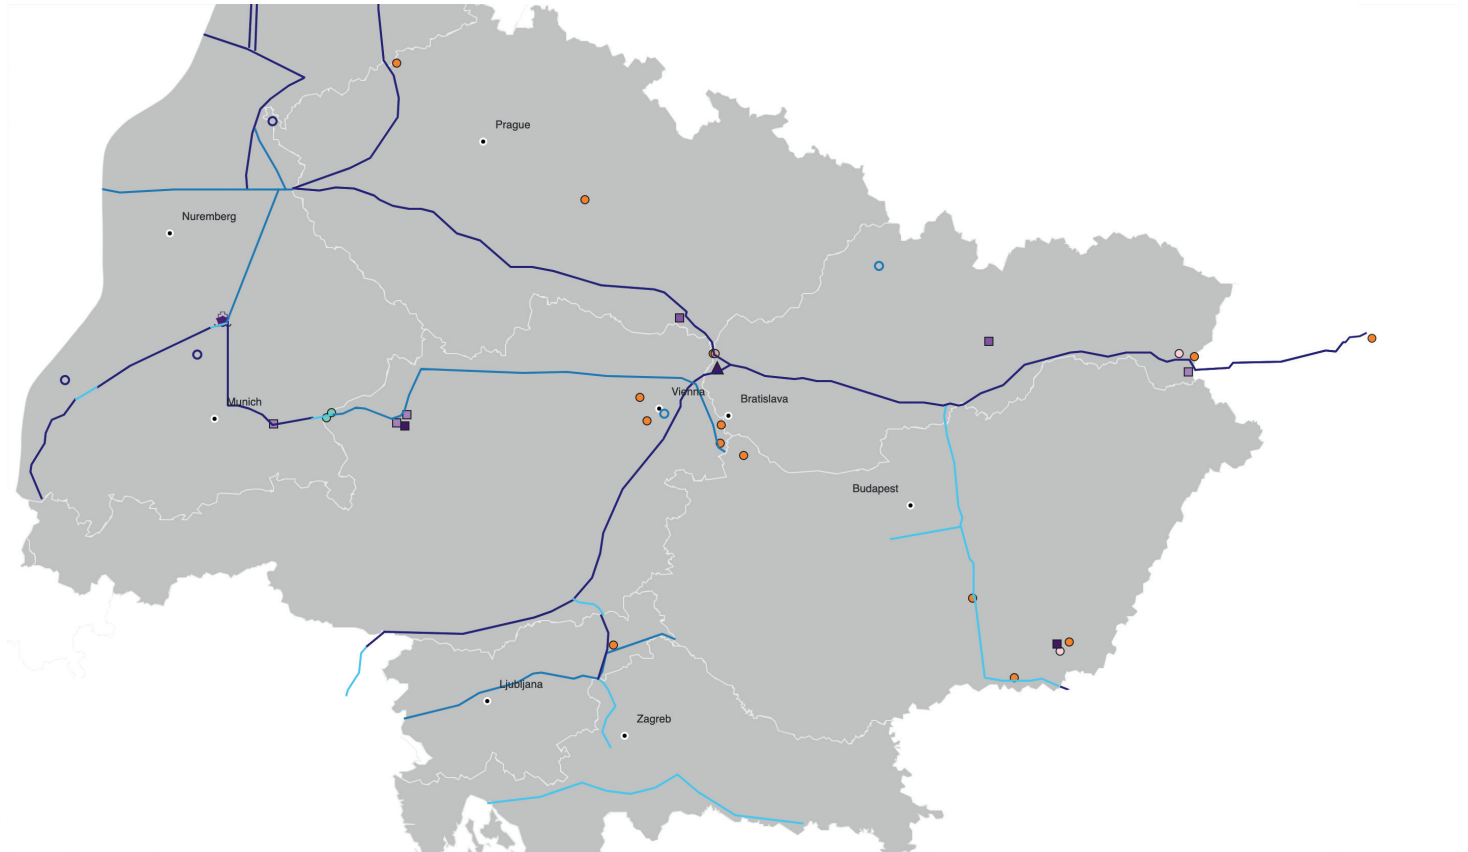 Prague
Nuremberg
Vienna
Munich
Bratislava
Budapest
Ljubljana
Zagreb